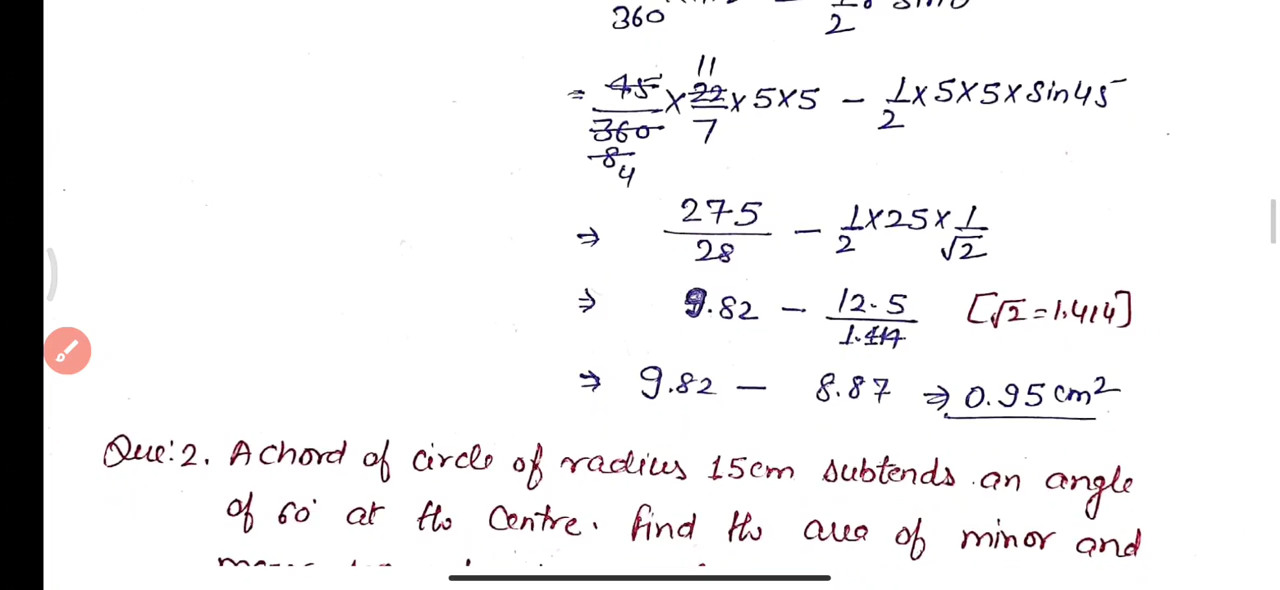 360 2
= 45/360 × 22/7 × 5×5 − 1/2 × 5×5× sin45
11
8 4
⇒ 275/28 − 1/2 ×25× 1/√2
⇒ 9.82 − 12.5/1.414 [√2 = 1.414]
⇒ 9.82 − 8.87 ⇒ 0.95 cm²
Que:2. A chord of circle of radius 15cm subtends an angle
of 60° at the centre. find the area of minor and